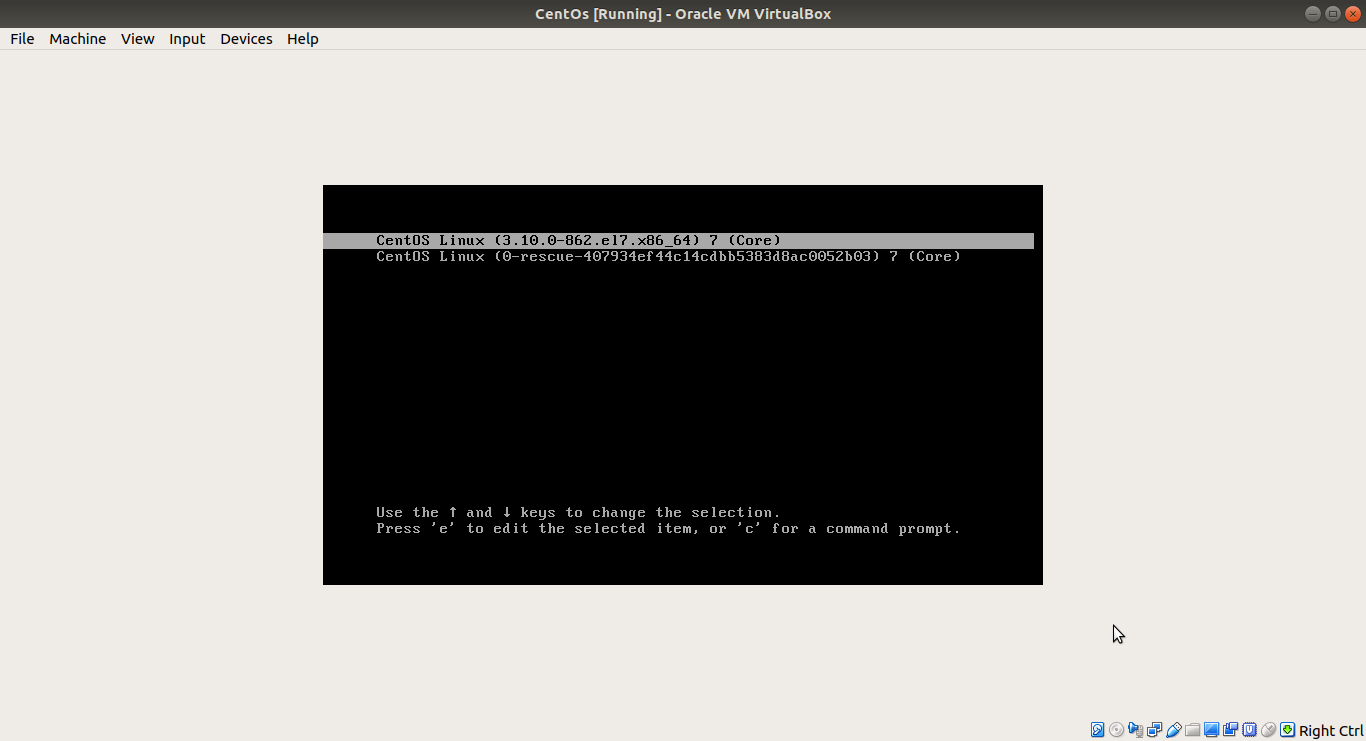 CentOs [Running] - Oracle VM VirtualBox
File Machine View Input Devices Help
CentOS Linux (3.10.0-862.el7.x86_64) 7 (Core)
CentOS Linux (0-rescue-407934ef44c14cdbb5383d8ac0052b03) 7 (Core)
Use the ↑ and ↓ keys to change the selection.
Press 'e' to edit the selected item, or 'c' for a command prompt.
Right Ctrl